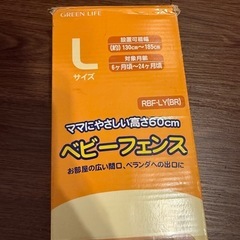 GREEN LIFE
L
サイズ
設置可能幅
(約) 130cm～185cm
対象月齢
6ヶ月頃～24ヶ月頃
RBF-LY(BR)
ママにやさしい高さ60cm
ベビーフェンス
お部屋の広い間口、ベランダへの出口に